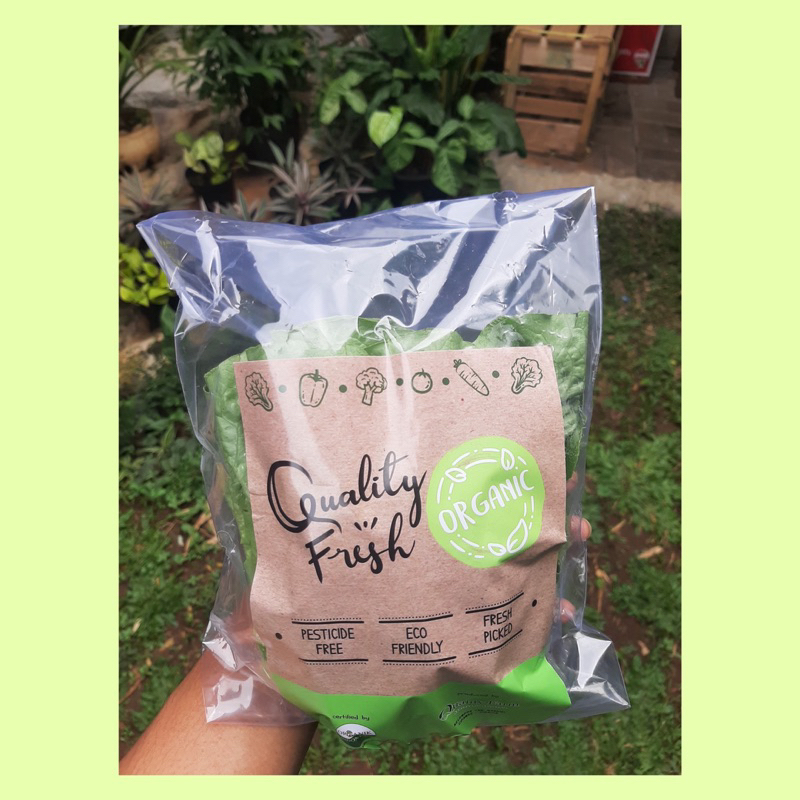 Quality
Fresh
ORGANIC
PESTICIDE
FREE
ECO
FRIENDLY
FRESH
PICKED
certified by